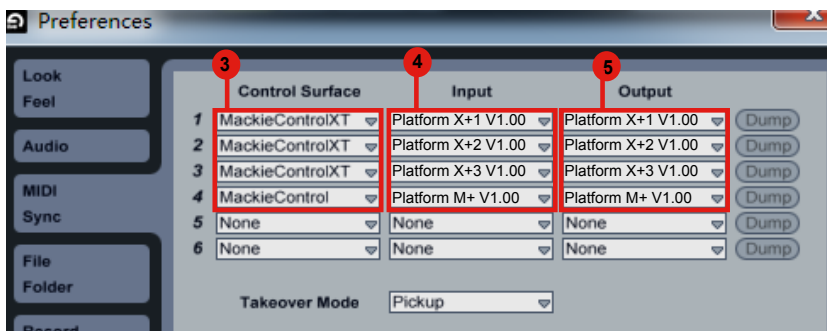 Preferences
Look
Feel
Audio
MIDI
Sync
File
Folder
Record
3 4 5
Control Surface Input Output
1 MackieControlXT Platform X+1 V1.00 Platform X+1 V1.00 Dump
2 MackieControlXT Platform X+2 V1.00 Platform X+2 V1.00 Dump
3 MackieControlXT Platform X+3 V1.00 Platform X+3 V1.00 Dump
4 MackieControl Platform M+ V1.00 Platform M+ V1.00 Dump
5 None None None Dump
6 None None None Dump
Takeover Mode Pickup